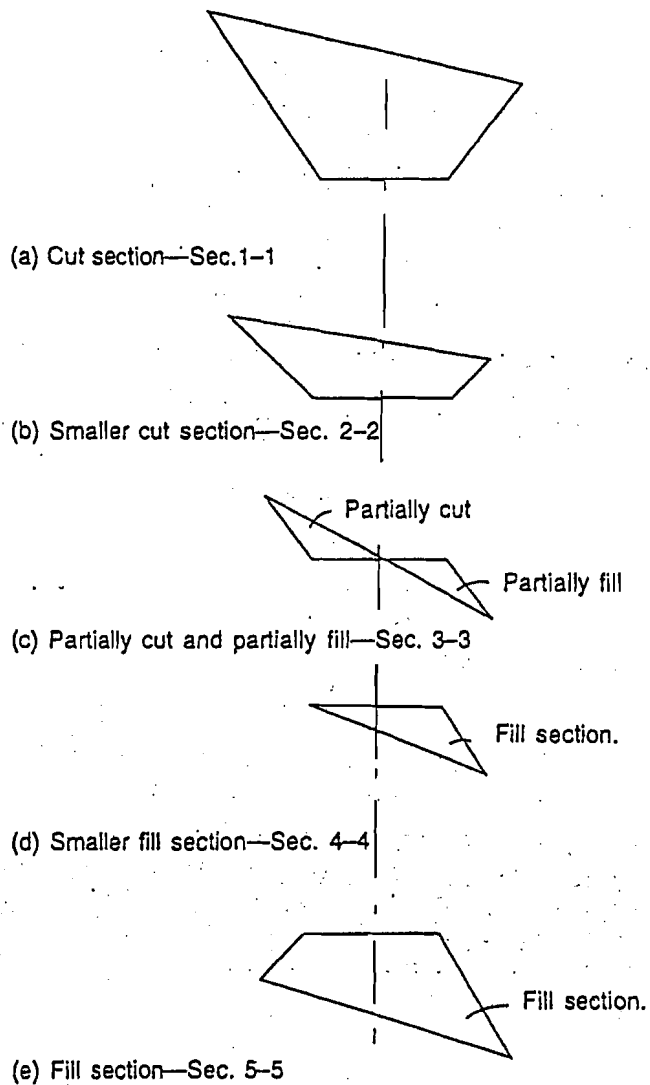 (a) Cut section—Sec.1–1
(b) Smaller cut section—Sec. 2–2
Partially cut
Partially fill
(c) Partially cut and partially fill—Sec. 3–3
Fill section.
(d) Smaller fill section—Sec. 4–4
Fill section.
(e) Fill section—Sec. 5–5